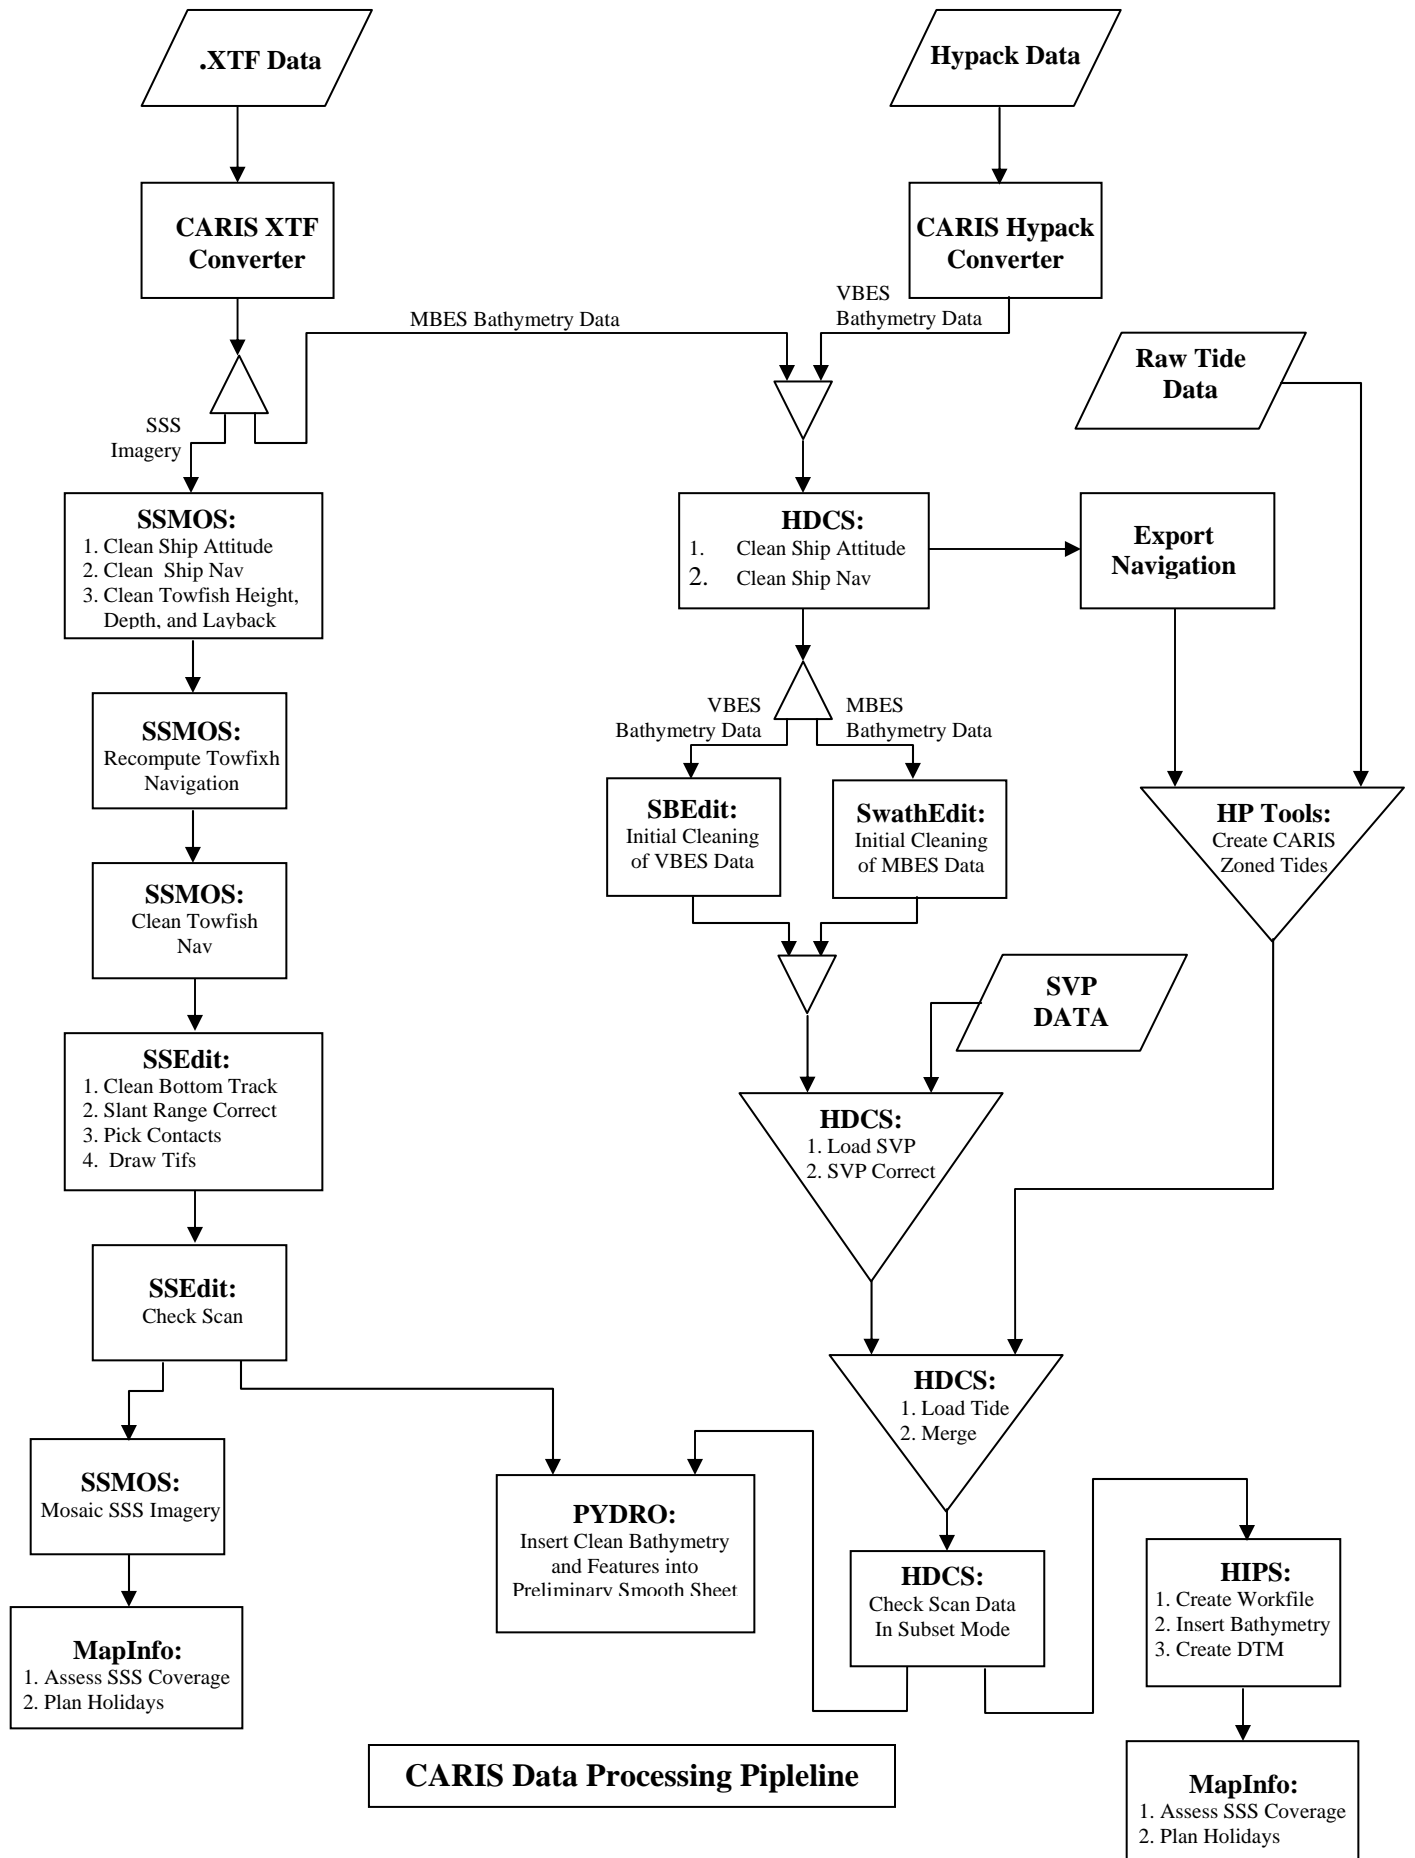 .XTF Data
Hypack Data
CARIS XTF
Converter
CARIS Hypack
Converter
MBES Bathymetry Data
VBES
Bathymetry Data
Raw Tide
Data
SSS
Imagery
SSMOS:
1. Clean Ship Attitude
2. Clean Ship Nav
3. Clean Towfish Height,
Depth, and Layback
HDCS:
1. Clean Ship Attitude
2. Clean Ship Nav
Export
Navigation
SSMOS:
Recompute Towfixh
Navigation
VBES
Bathymetry Data
MBES
Bathymetry Data
SBEdit:
Initial Cleaning
of VBES Data
SwathEdit:
Initial Cleaning
of MBES Data
HP Tools:
Create CARIS
Zoned Tides
SSMOS:
Clean Towfish
Nav
SVP
DATA
SSEdit:
1. Clean Bottom Track
2. Slant Range Correct
3. Pick Contacts
4. Draw Tifs
HDCS:
1. Load SVP
2. SVP Correct
SSEdit:
Check Scan
HDCS:
1. Load Tide
2. Merge
SSMOS:
Mosaic SSS Imagery
PYDRO:
Insert Clean Bathymetry
and Features into
Preliminary Smooth Sheet
HDCS:
Check Scan Data
In Subset Mode
HIPS:
1. Create Workfile
2. Insert Bathymetry
3. Create DTM
MapInfo:
1. Assess SSS Coverage
2. Plan Holidays
CARIS Data Processing Pipleline
MapInfo:
1. Assess SSS Coverage
2. Plan Holidays